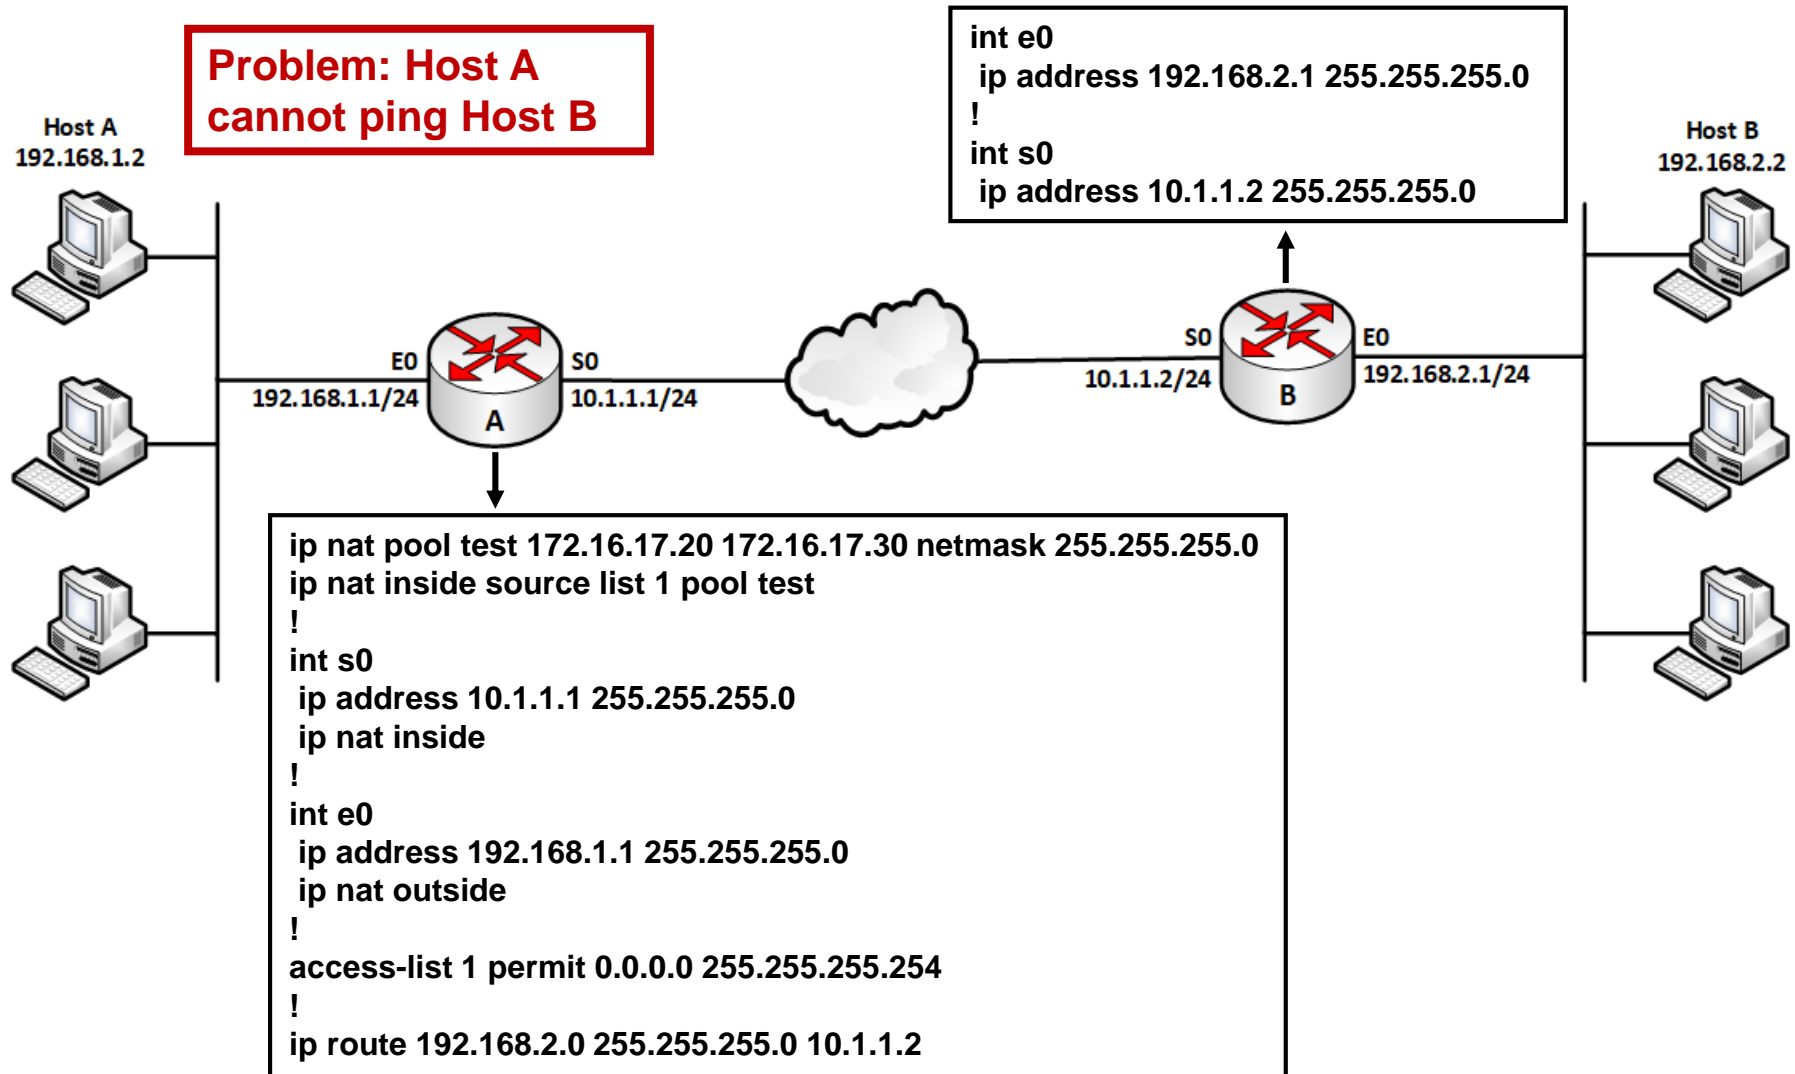 Problem: Host A
cannot ping Host B
int e0
ip address 192.168.2.1 255.255.255.0
!
int s0
ip address 10.1.1.2 255.255.255.0
Host A
192.168.1.2
Host B
192.168.2.2
E0
192.168.1.1/24
A
S0
10.1.1.1/24
S0
10.1.1.2/24
B
E0
192.168.2.1/24
ip nat pool test 172.16.17.20 172.16.17.30 netmask 255.255.255.0
ip nat inside source list 1 pool test
!
int s0
ip address 10.1.1.1 255.255.255.0
ip nat inside
!
int e0
ip address 192.168.1.1 255.255.255.0
ip nat outside
!
access-list 1 permit 0.0.0.0 255.255.255.254
!
ip route 192.168.2.0 255.255.255.0 10.1.1.2